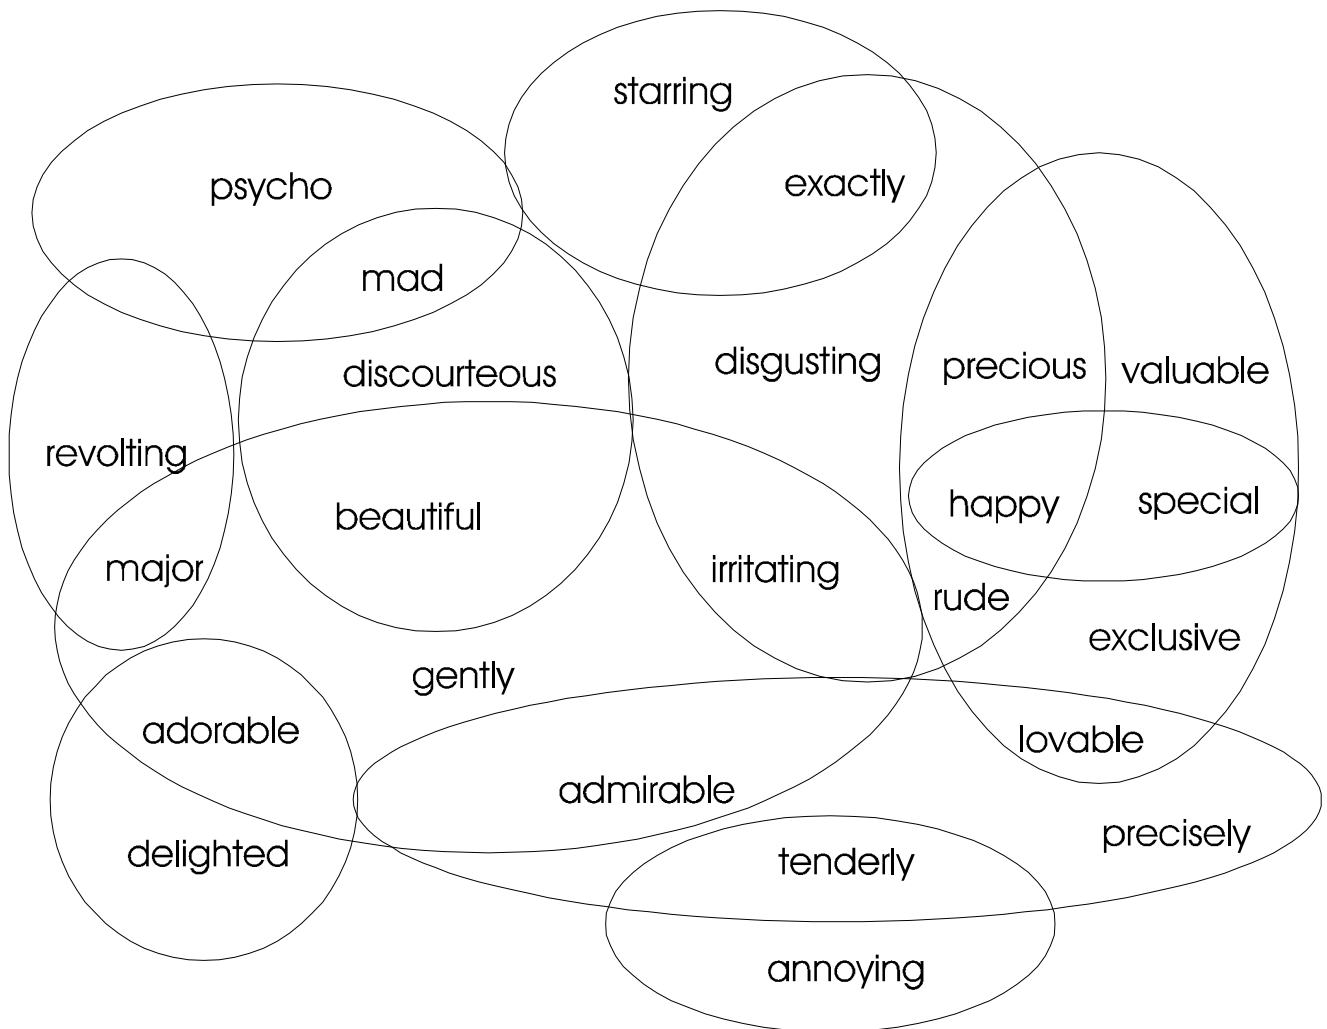 starring
psycho
exactly
mad
discourteous
disgusting
precious
valuable
revolting
beautiful
happy
special
major
irritating
rude
exclusive
gently
adorable
lovable
admirable
precisely
delighted
tenderly
annoying